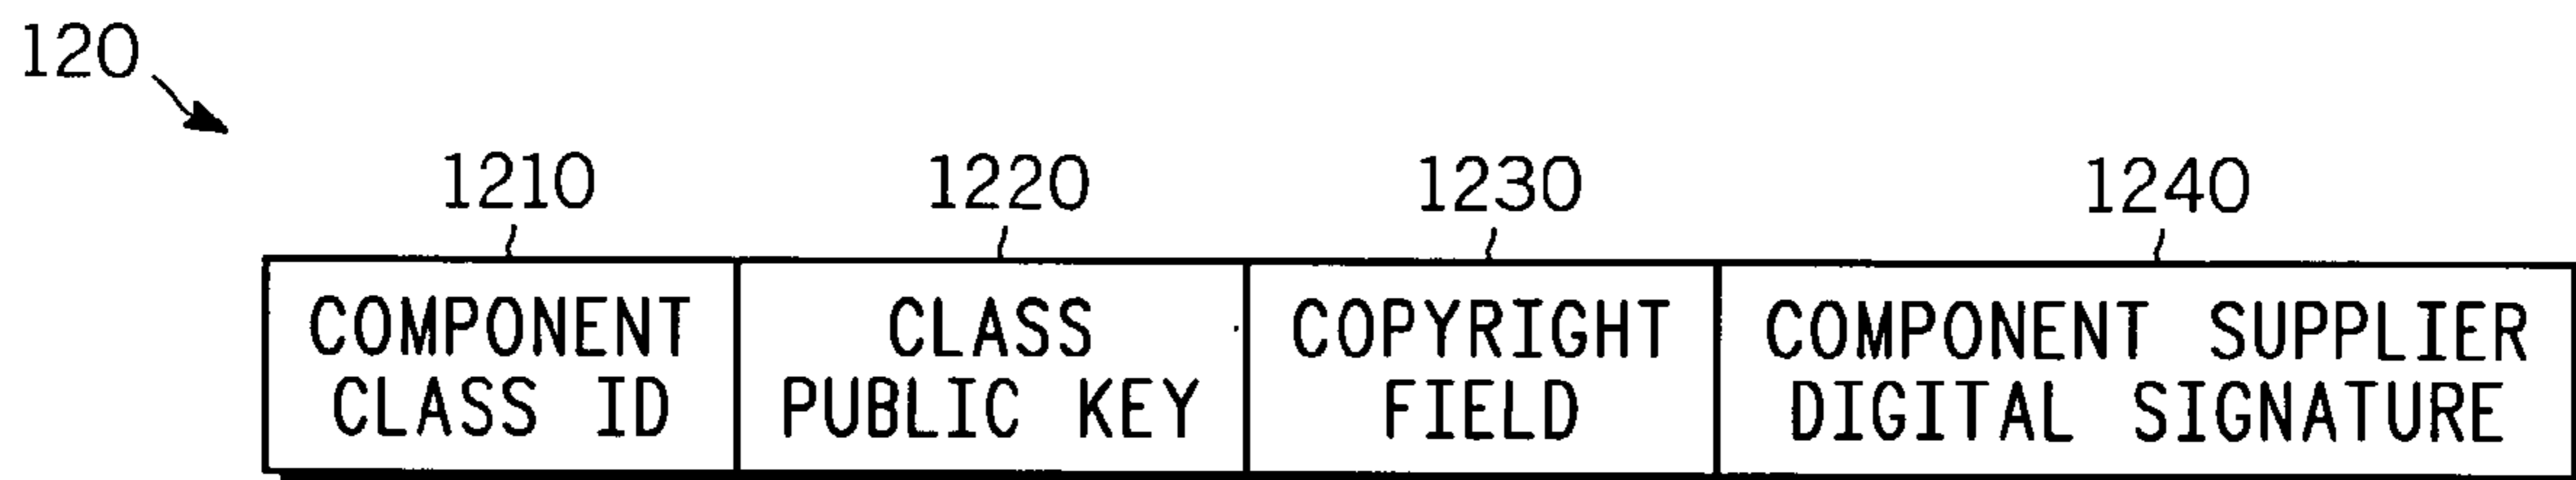 120
1210 1220 1230 1240
COMPONENT CLASS COPYRIGHT COMPONENT SUPPLIER
CLASS ID PUBLIC KEY FIELD DIGITAL SIGNATURE